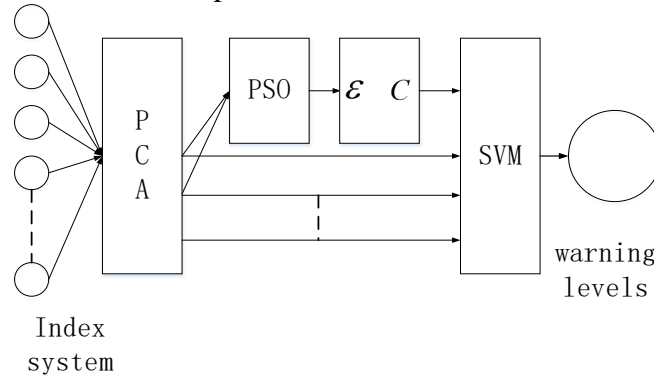 P
C
A
PSO
ε C
SVM
warning
levels
Index
system